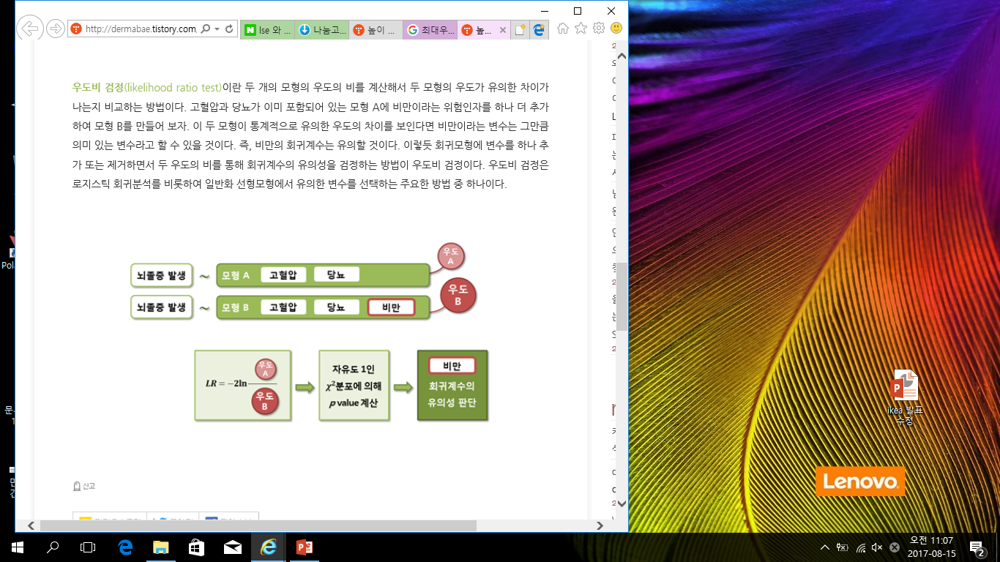 http://dermabae.tistory.com
lse 와 ...
나눔고...
높이 ...
최대우...
높...
우도비 검정(likelihood ratio test)이란 두 개의 모형의 우도의 비를 계산해서 두 모형의 우도가 유의한 차이가
나는지 비교하는 방법이다. 고혈압과 당뇨가 이미 포함되어 있는 모형 A에 비만이라는 위험인자를 하나 더 추가
하여 모형 B를 만들어 보자. 이 두 모형이 통계적으로 유의한 우도의 차이를 보인다면 비만이라는 변수는 그만큼
의미 있는 변수라고 할 수 있을 것이다. 즉, 비만의 회귀계수는 유의할 것이다. 이렇듯 회귀모형에 변수를 하나 추
가 또는 제거하면서 두 우도의 비를 통해 회귀계수의 유의성을 검정하는 방법이 우도비 검정이다. 우도비 검정은
로지스틱 회귀분석를 비롯하여 일반화 선형모형에서 유의한 변수를 선택하는 주요한 방법 중 하나이다.
우도
A
뇌졸중 발생 ~ 모형 A 고혈압 당뇨
우도
B
뇌졸중 발생 ~ 모형 B 고혈압 당뇨 비만
LR = −2ln
우도
A
우도
B
자유도 1인
χ²분포에 의해
p value 계산
비만
회귀계수의
유의성 판단
신고
ikea 발표
수정
Lenovo
오전 11:07
2017-08-15
2